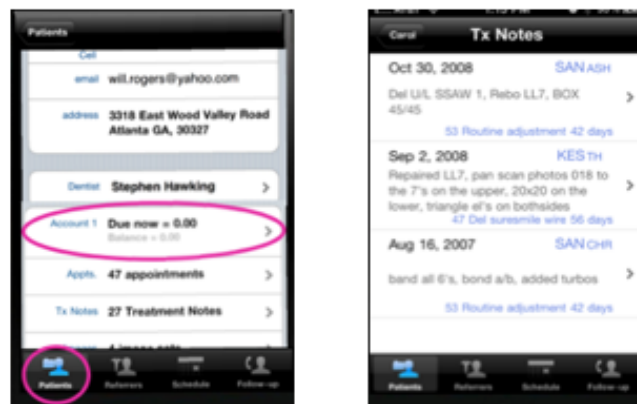 Patients
Cell
email will.rogers@yahoo.com
address 3318 East Wood Valley Road
Atlanta GA, 30327
Dentist Stephen Hawking
Account 1 Due now = 0.00
Balance = 0.00
Appts. 47 appointments
Tx Notes 27 Treatment Notes
Patients Referrers Schedule Follow-up
Carol Tx Notes
Oct 30, 2008 SAN ASH
Del U/L SSAW 1, Rebo LL7, BOX
45/45
53 Routine adjustment 42 days
Sep 2, 2008 KES TH
Repaired LL7, pan scan photos 018 to
the 7's on the upper, 20x20 on the
lower, triangle el's on bothsides
47 Del suresmile wire 56 days
Aug 16, 2007 SAN CHR
band all 6's, bond a/b, added turbos
53 Routine adjustment 42 days
Patients Referrers Schedule Follow-up